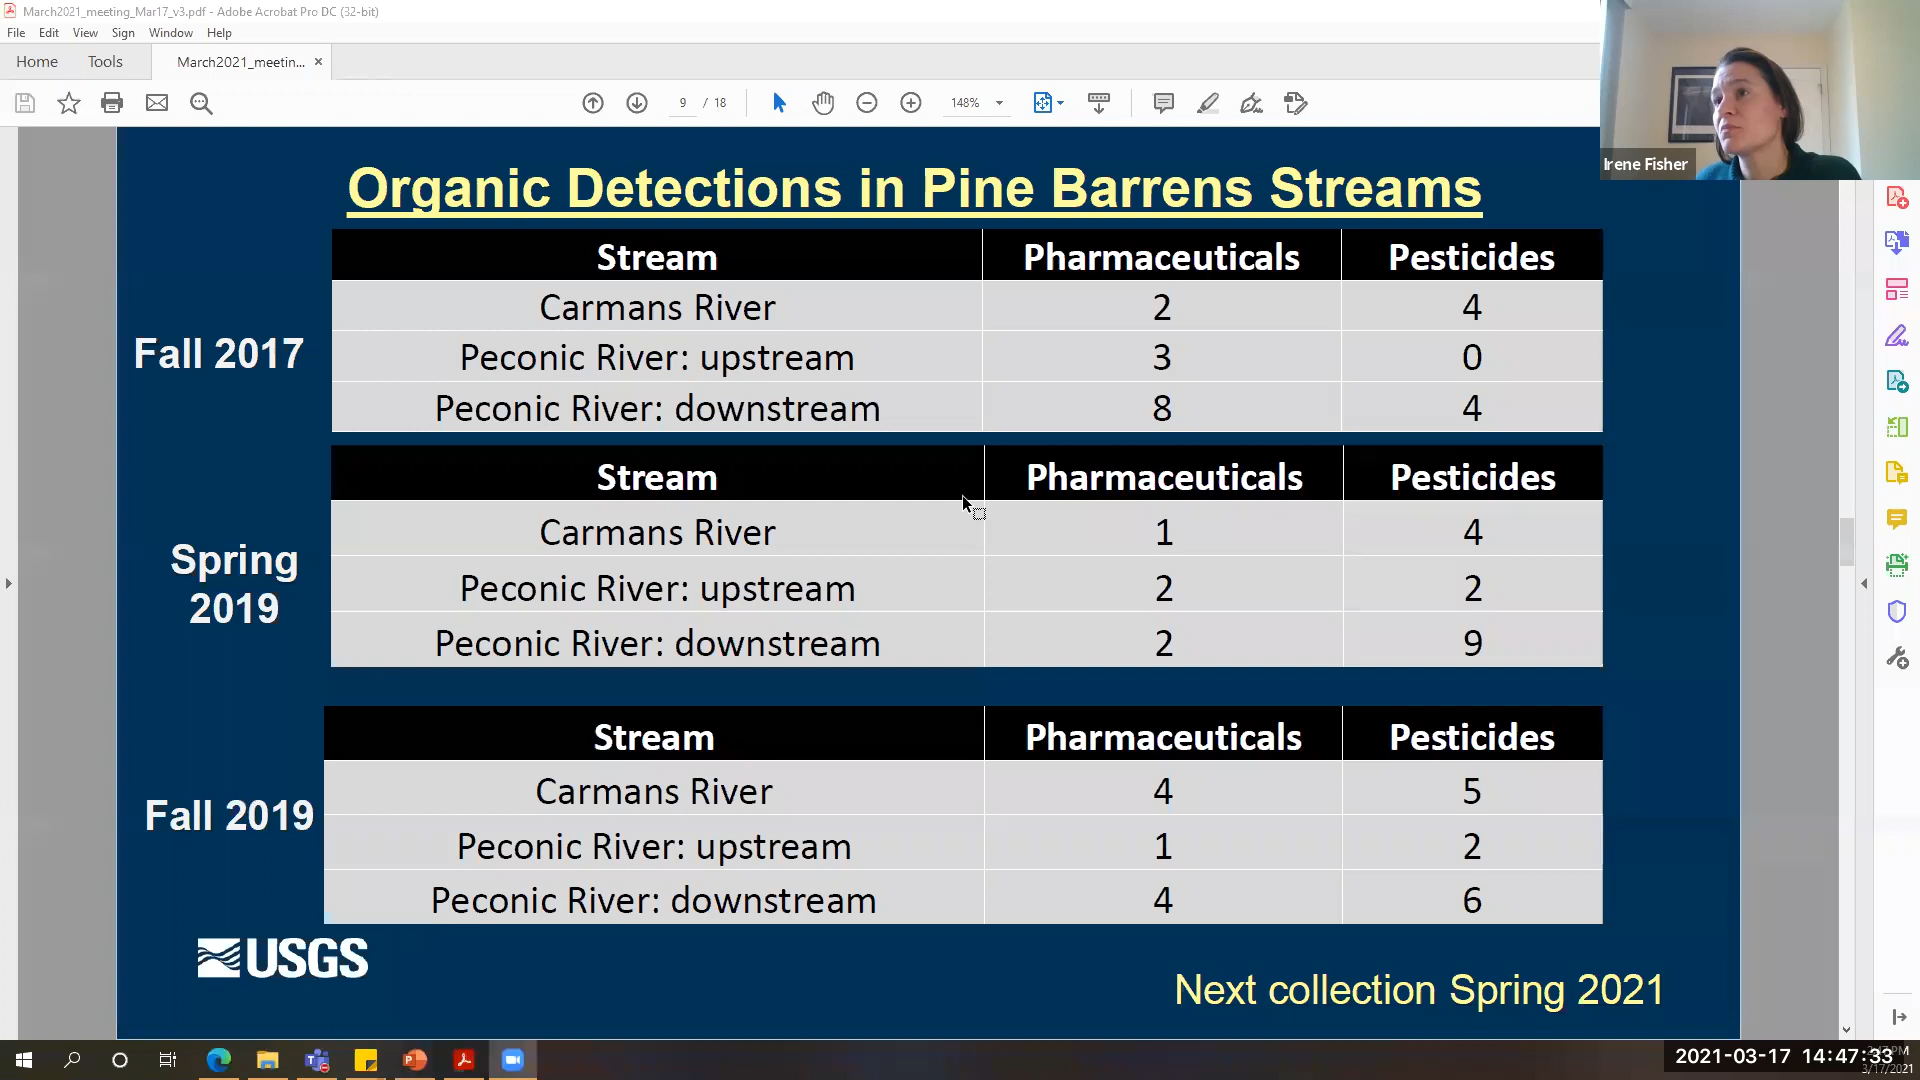 March2021_meeting_Mar17_v3.pdf - Adobe Acrobat Pro DC (32-bit)
File Edit View Sign Window Help
Home Tools March2021_meetin... ×
9 / 18 148%
Irene Fisher
Organic Detections in Pine Barrens Streams
Stream Pharmaceuticals Pesticides
Carmans River 2 4
Fall 2017
Peconic River: upstream 3 0
Peconic River: downstream 8 4
Stream Pharmaceuticals Pesticides
Carmans River 1 4
Spring
2019
Peconic River: upstream 2 2
Peconic River: downstream 2 9
Stream Pharmaceuticals Pesticides
Carmans River 4 5
Fall 2019
Peconic River: upstream 1 2
Peconic River: downstream 4 6
USGS
Next collection Spring 2021
2021-03-17 14:47:33
3/17/2021